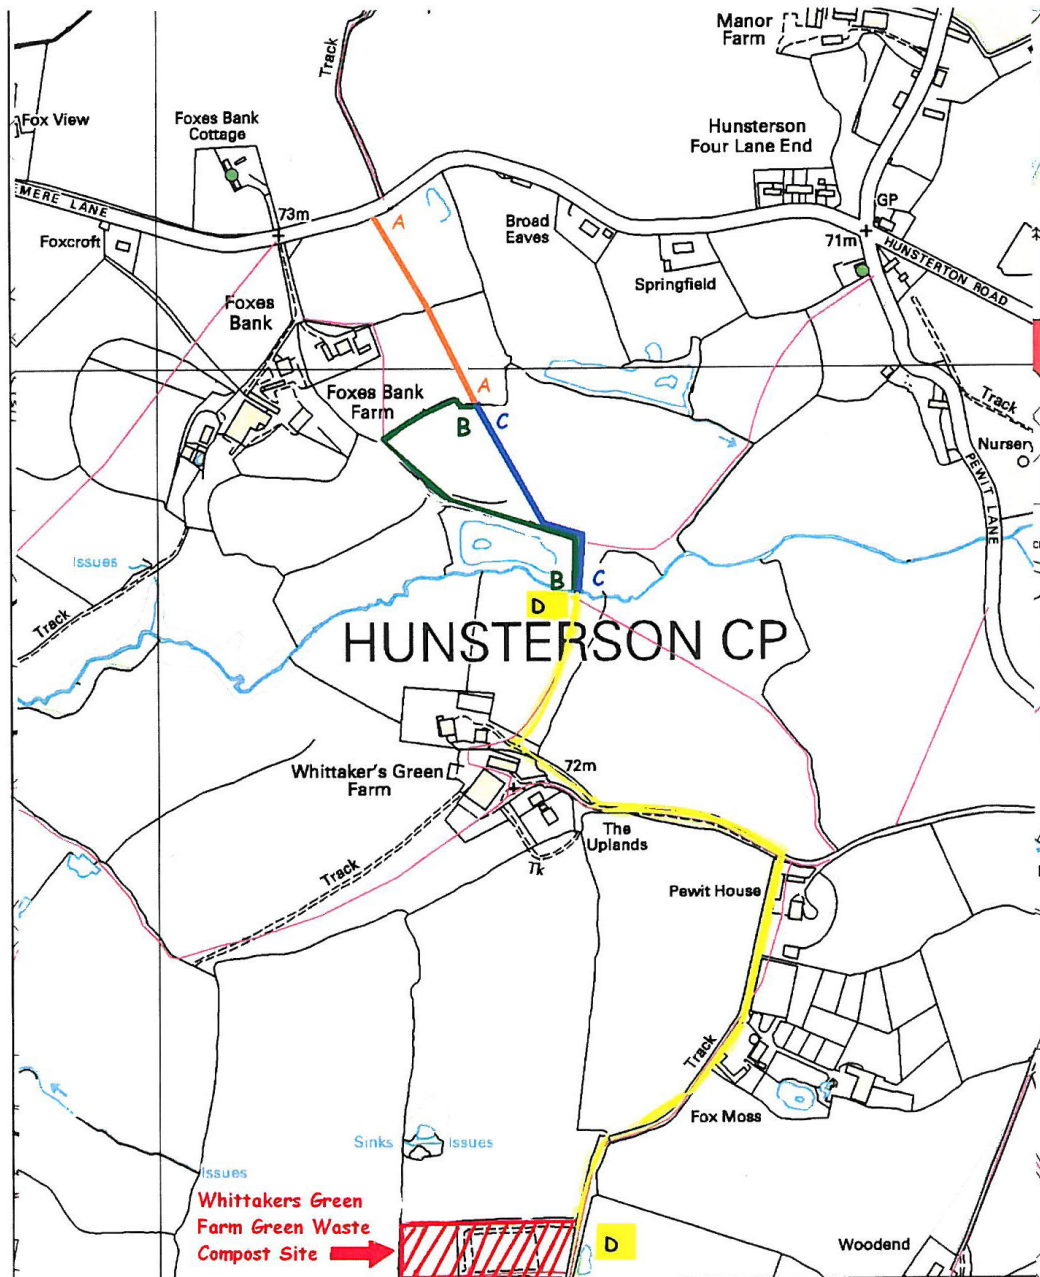 Manor
Farm
Track
Fox View
Foxes Bank
Cottage
Hunsterson
Four Lane End
MERE LANE
73m
A
GP
Foxcroft
Broad
Eaves
71m
HUNSTERTON ROAD
Springfield
Foxes
Bank
A
Foxes Bank
Farm
B
C
Track
Nursery
PEWIT LANE
Issues
B
C
D
Track
HUNSTERSON CP
72m
Whittaker's Green
Farm
The
Uplands
Tk
Track
Pewit House
Track
Fox Moss
Sinks
Issues
Issues
Whittakers Green
Farm Green Waste
Compost Site
D
Woodend